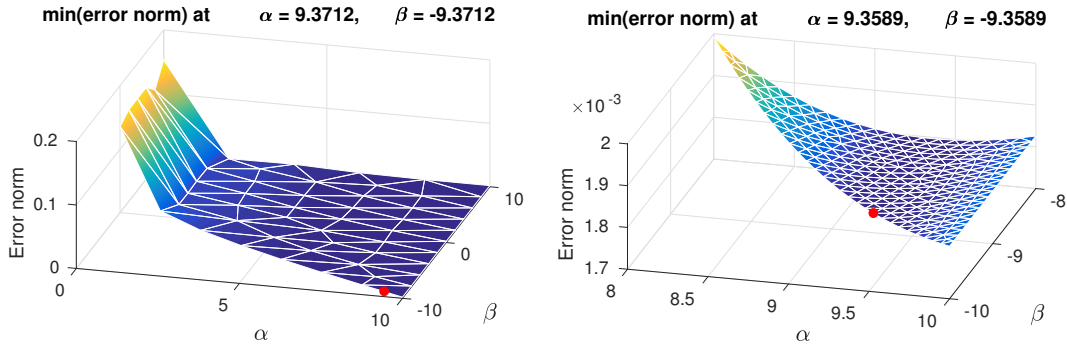 min(error norm) at α = 9.3712, β = -9.3712
0.2
0.1
0
Error norm
0
5
10
α
-10
0
10
β
min(error norm) at α = 9.3589, β = -9.3589
×10⁻³
2
1.9
1.8
1.7
Error norm
8
8.5
9
9.5
10
α
-10
-9
-8
β